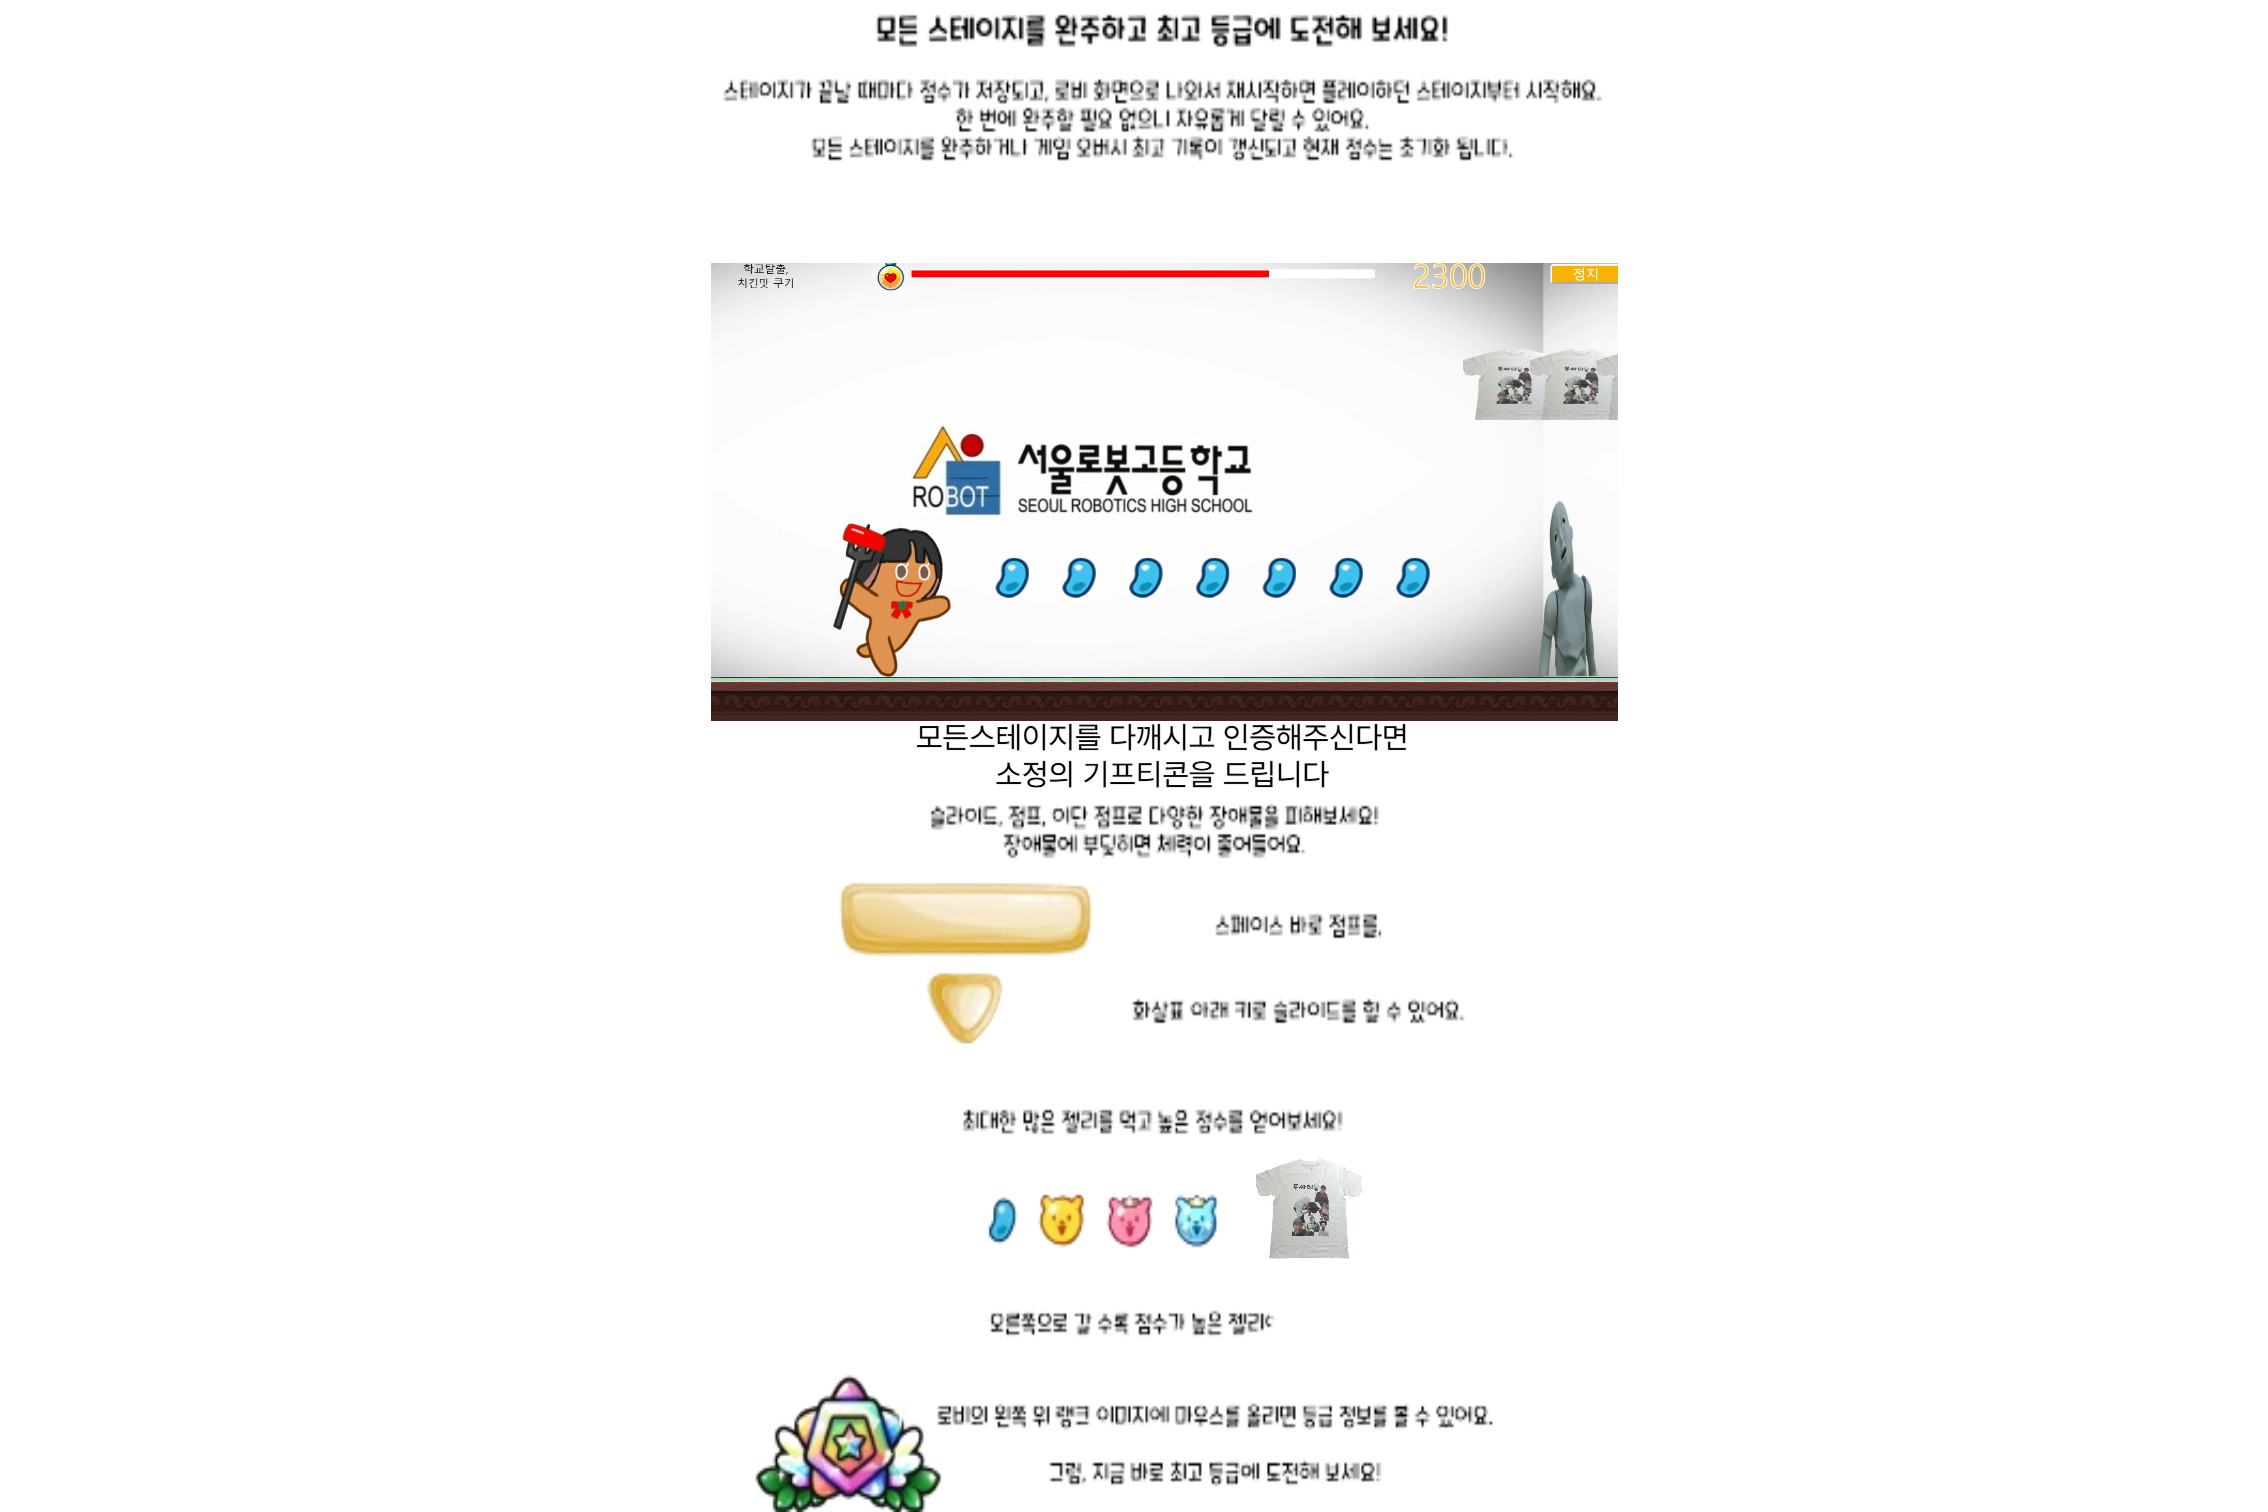 모든 스테이지를 완주하고 최고 등급에 도전해 보세요!
스테이지가 끝날 때마다 점수가 저장되고, 로비 화면으로 나와서 재시작하면 플레이하던 스테이지부터 시작해요.
한 번에 완주할 필요 없으니 자유롭게 달릴 수 있어요.
모든 스테이지를 완주하거나 게임 오버시 최고 기록이 갱신되고 현재 점수는 초기화 됩니다.
학교탈출,
치킨맛 쿠키
2300
정지
ROBOT
서울로봇고등학교
SEOUL ROBOTICS HIGH SCHOOL
모든스테이지를 다깨시고 인증해주신다면
소정의 기프티콘을 드립니다
슬라이드, 점프, 이단 점프로 다양한 장애물을 피해보세요!
장애물에 부딪히면 체력이 줄어들어요.
스페이스 바로 점프를,
화살표 아래 키로 슬라이드를 할 수 있어요.
최대한 많은 젤리를 먹고 높은 점수를 얻어보세요!
오른쪽으로 갈 수록 점수가 높은 젤리
로비의 왼쪽 위 랭크 이미지에 마우스를 올리면 등급 정보를 볼 수 있어요.
그럼, 지금 바로 최고 등급에 도전해 보세요!